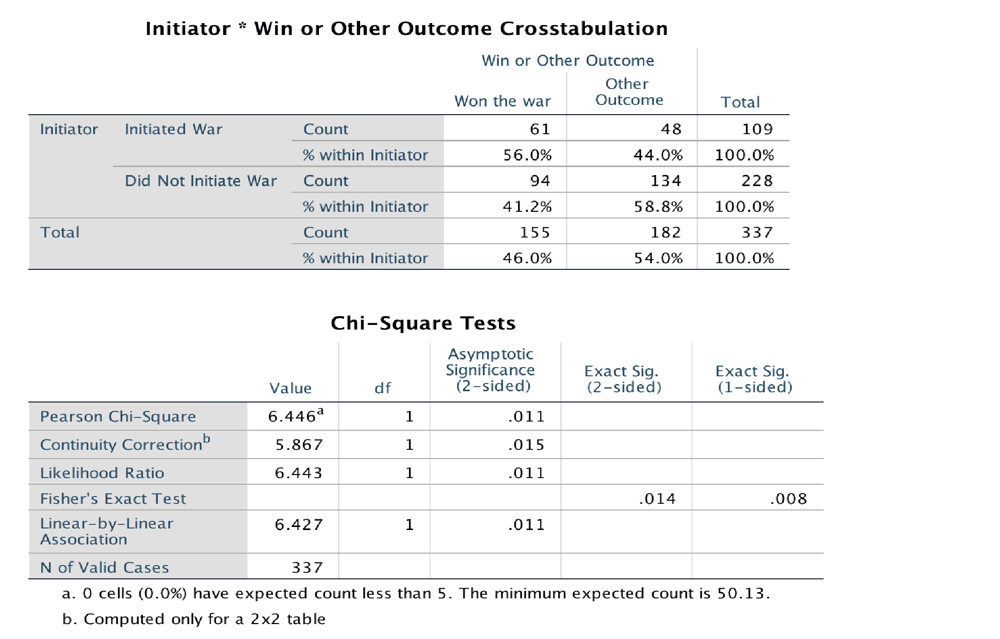 Initiator * Win or Other Outcome Crosstabulation
Win or Other Outcome
Won the war Other Outcome Total
Initiator Initiated War Count 61 48 109
% within Initiator 56.0% 44.0% 100.0%
Did Not Initiate War Count 94 134 228
% within Initiator 41.2% 58.8% 100.0%
Total Count 155 182 337
% within Initiator 46.0% 54.0% 100.0%
Chi-Square Tests
Value df Asymptotic Significance (2-sided) Exact Sig. (2-sided) Exact Sig. (1-sided)
Pearson Chi-Square 6.446a 1 .011
Continuity Correctionb 5.867 1 .015
Likelihood Ratio 6.443 1 .011
Fisher's Exact Test .014 .008
Linear-by-Linear Association 6.427 1 .011
N of Valid Cases 337
a. 0 cells (0.0%) have expected count less than 5. The minimum expected count is 50.13.
b. Computed only for a 2x2 table